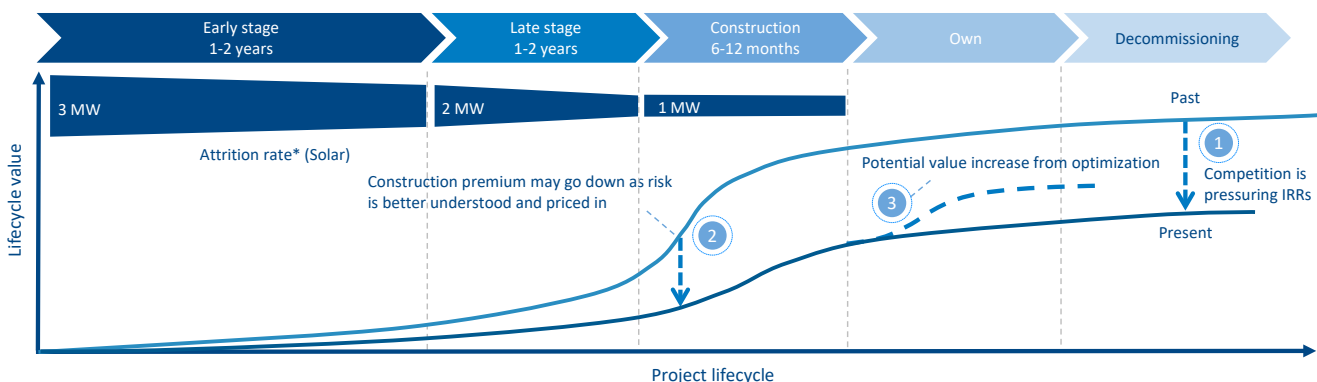 Early stage
1-2 years
Late stage
1-2 years
Construction
6-12 months
Own
Decommissioning
Lifecycle value
3 MW
2 MW
1 MW
Attrition rate* (Solar)
Past
1
Competition is
pressuring IRRs
Potential value increase from optimization
3
Construction premium may go down as risk
is better understood and priced in
2
Present
Project lifecycle